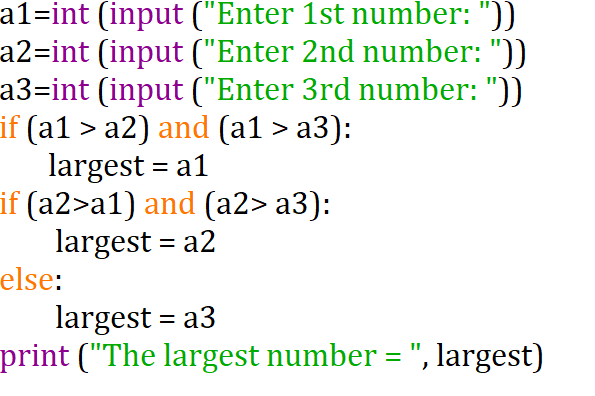 a1=int (input ("Enter 1st number: "))
a2=int (input ("Enter 2nd number: "))
a3=int (input ("Enter 3rd number: "))
if (a1 > a2) and (a1 > a3):
largest = a1
if (a2>a1) and (a2> a3):
largest = a2
else:
largest = a3
print ("The largest number = ", largest)